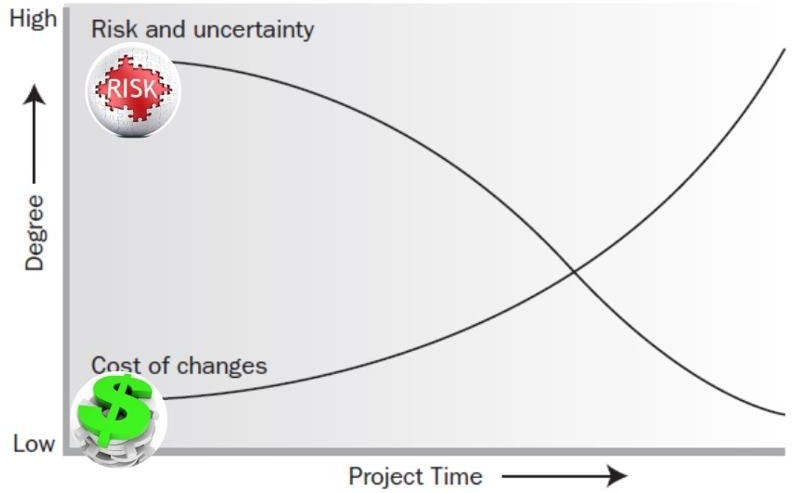 High
Risk and uncertainty
RISK
Degree
Cost of changes
$
Low
Project Time